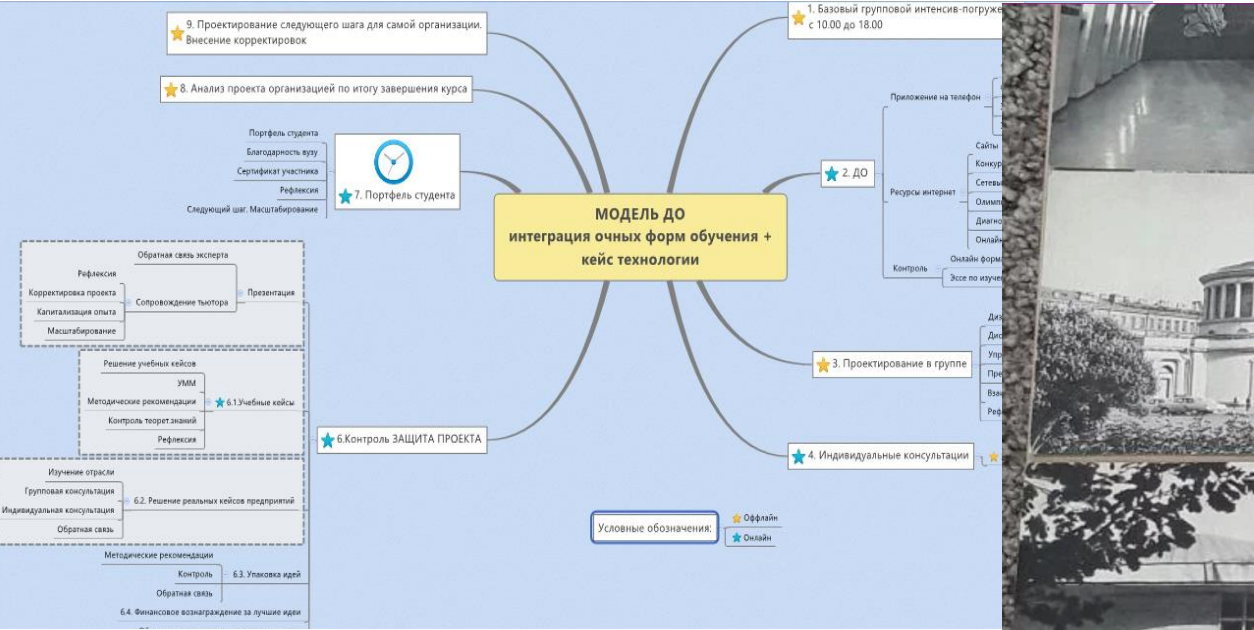 МОДЕЛЬ ДО
интеграция очных форм обучения +
кейс технологии
1. Базовый групповой
с 10.00 до 18.00
2. ДО
Приложение на телефон
Ресурсы интернет
Сайты
Контроль
Онлайн
Эссе по
3. Проектирование в группе
4. Индивидуальные консультации
Условные обозначения:
Оффлайн
Онлайн
6.Контроль ЗАЩИТА ПРОЕКТА
Презентация
Обратная связь эксперта
Сопровождение тьютора
Рефлексия
Корректировка проекта
Капитализация опыта
Масштабирование
6.1.Учебные кейсы
Решение учебных кейсов
УММ
Методические рекомендации
Контроль теорет.знаний
Рефлексия
6.2. Решение реальных кейсов предприятий
Изучение отрасли
Групповая консультация
Индивидуальная консультация
Обратная связь
6.3. Упаковка идей
Методические рекомендации
Контроль
Обратная связь
6.4. Финансовое вознаграждение за лучшие идеи
7. Портфель студента
Портфель студента
Благодарность вузу
Сертификат участника
Рефлексия
Следующий шаг. Масштабирование
8. Анализ проекта организацией по итогу завершения курса
9. Проектирование следующего шага для самой организации.
Внесение корректировок